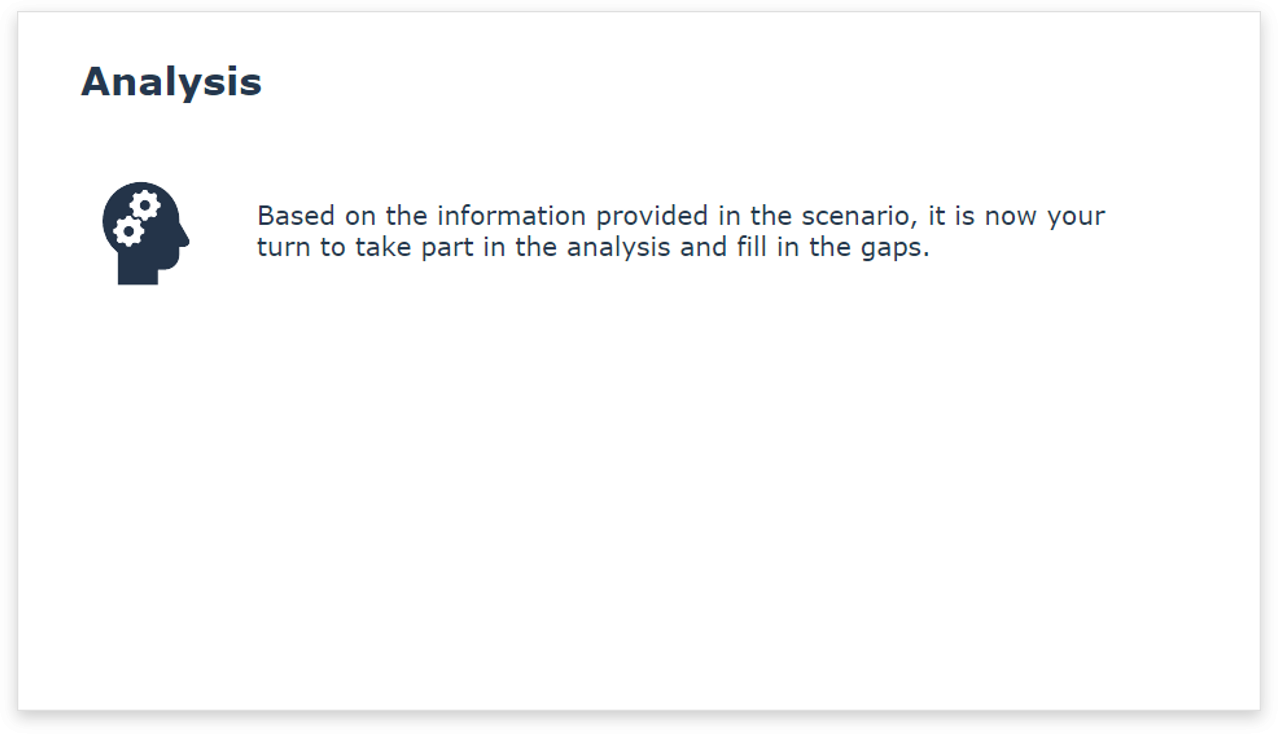 Analysis
Based on the information provided in the scenario, it is now your
turn to take part in the analysis and fill in the gaps.